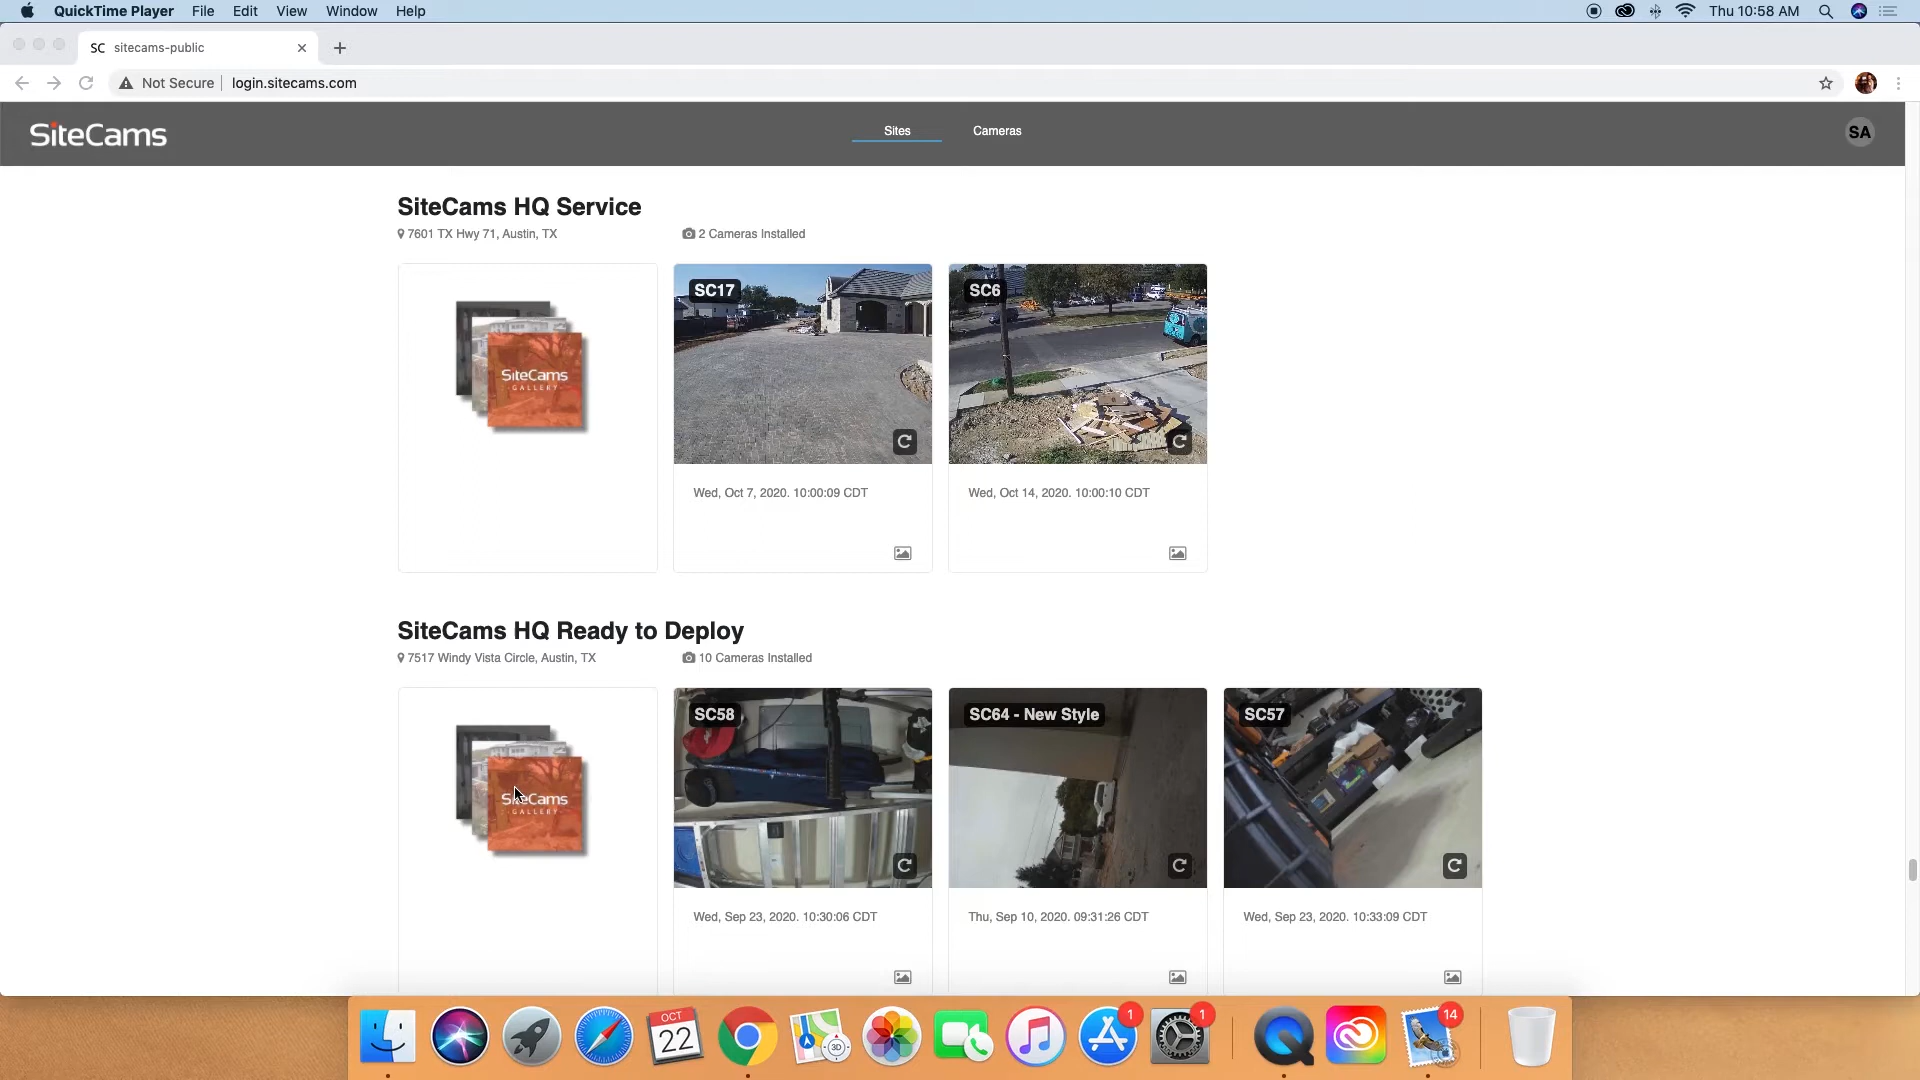 QuickTime Player File Edit View Window Help Thu 10:58 AM
SC sitecams-public
Not Secure login.sitecams.com
SiteCams Sites Cameras SA
SiteCams HQ Service
7601 TX Hwy 71, Austin, TX 2 Cameras Installed
SiteCams
GALLERY
SC17
Wed, Oct 7, 2020. 10:00:09 CDT
SC6
Wed, Oct 14, 2020. 10:00:10 CDT
SiteCams HQ Ready to Deploy
7517 Windy Vista Circle, Austin, TX 10 Cameras Installed
SiteCams
GALLERY
SC58
Wed, Sep 23, 2020. 10:30:06 CDT
SC64 - New Style
Thu, Sep 10, 2020. 09:31:26 CDT
SC57
Wed, Sep 23, 2020. 10:33:09 CDT
OCT
22
3D
1
1
14